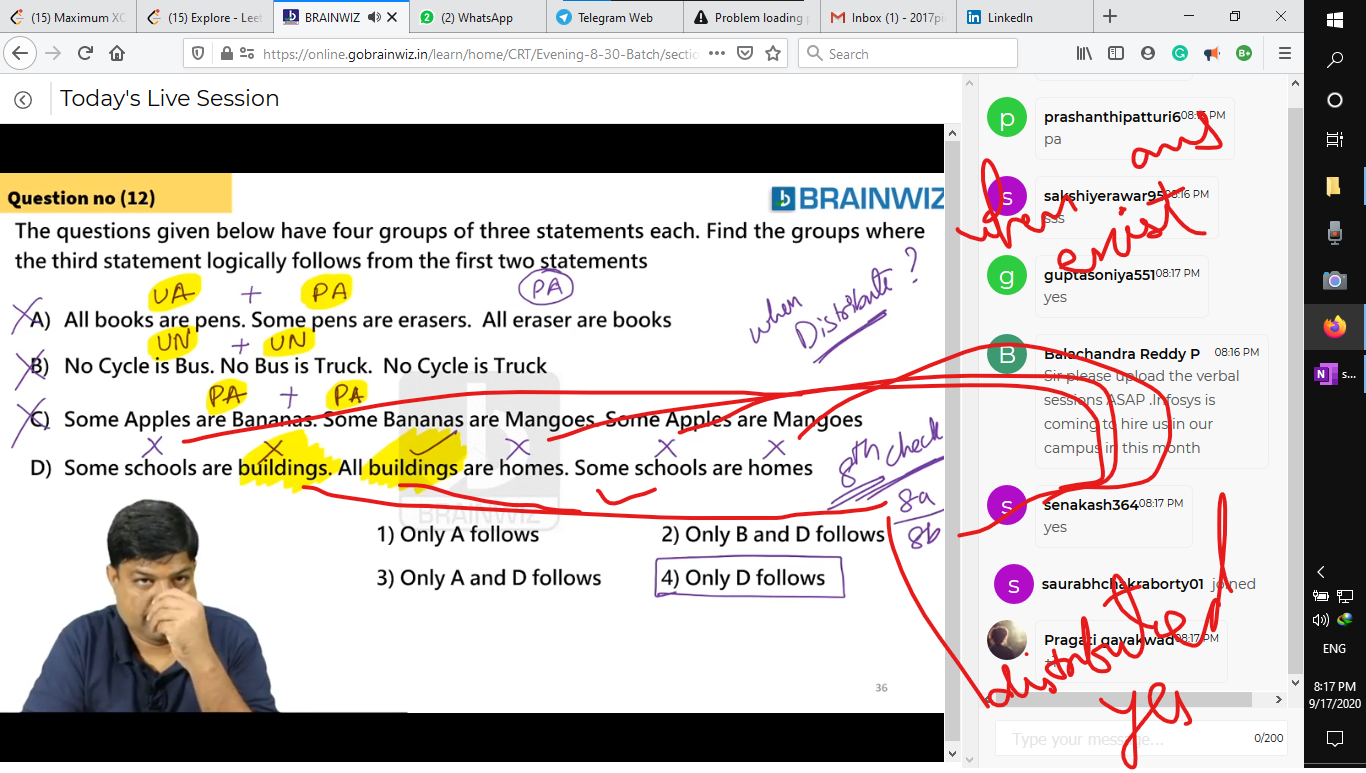 (15) Maximum XO
(15) Explore - Leet
BRAINWIZ
(2) WhatsApp
Telegram Web
Problem loading p
Inbox (1) - 2017pie
LinkedIn
https://online.gobrainwiz.in/learn/home/CRT/Evening-8-30-Batch/sectio
Search
Today's Live Session
Question no (12)
BRAINWIZ
The questions given below have four groups of three statements each. Find the groups where
the third statement logically follows from the first two statements
UA + PA PA
A) All books are pens. Some pens are erasers. All eraser are books
UN + UN
B) No Cycle is Bus. No Bus is Truck. No Cycle is Truck
PA + PA
C) Some Apples are Bananas. Some Bananas are Mangoes. Some Apples are Mangoes
D) Some schools are buildings. All buildings are homes. Some schools are homes
when
Distribute ?
8th check
8a
8b
BRAINWIZ
1) Only A follows
2) Only B and D follows
3) Only A and D follows
4) Only D follows
36
prashanthipatturi6
08:16 PM
pa
sakshiyerawar95
08:16 PM
sss
guptasoniya551
08:17 PM
yes
Balachandra Reddy P
08:16 PM
Sir please upload the verbal
sessions ASAP .Infosys is
coming to hire us in our
campus in this month
senakash364
08:17 PM
yes
saurabhchakraborty01 joined
Pragati gayakwad
08:17 PM
when ans
exist
distributed
yes
Type your message...
0/200
ENG
8:17 PM
9/17/2020